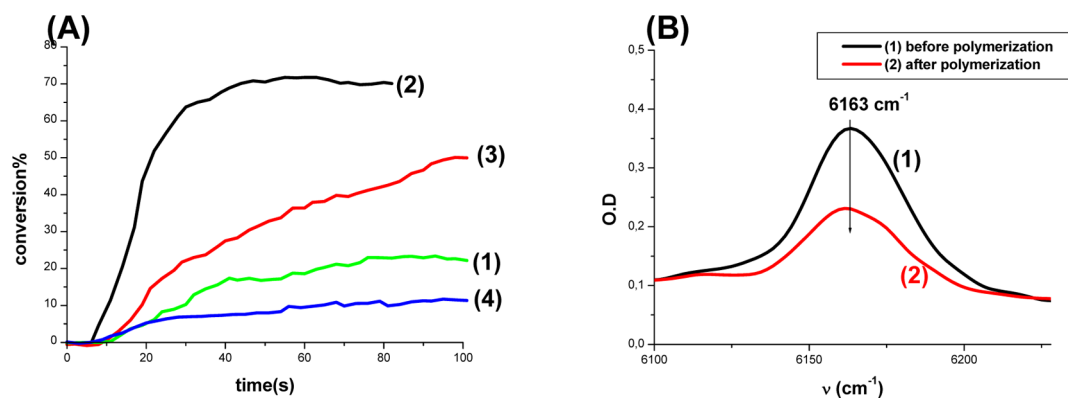 (A)
80
70
60
50
40
30
20
10
0
conversion%
0 20 40 60 80 100
time(s)
(2)
(3)
(1)
(4)
(B)
(1) before polymerization
(2) after polymerization
0,5
0,4
0,3
0,2
0,1
0,0
O.D
6163 cm⁻¹
(1)
(2)
6100 6150 6200
ν (cm⁻¹)